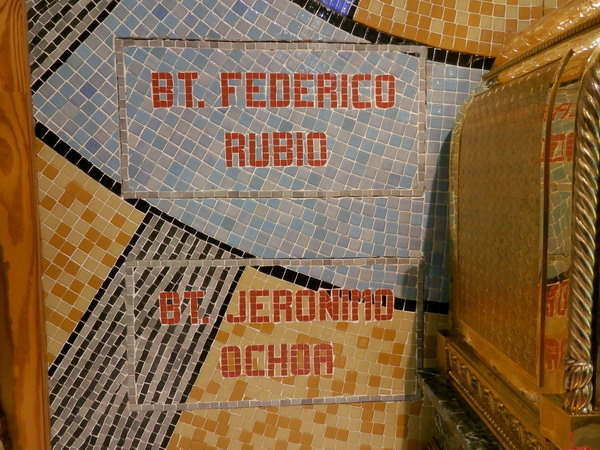 BT. FEDERICO
RUBIO
BT. JERONIMO
OCHOA